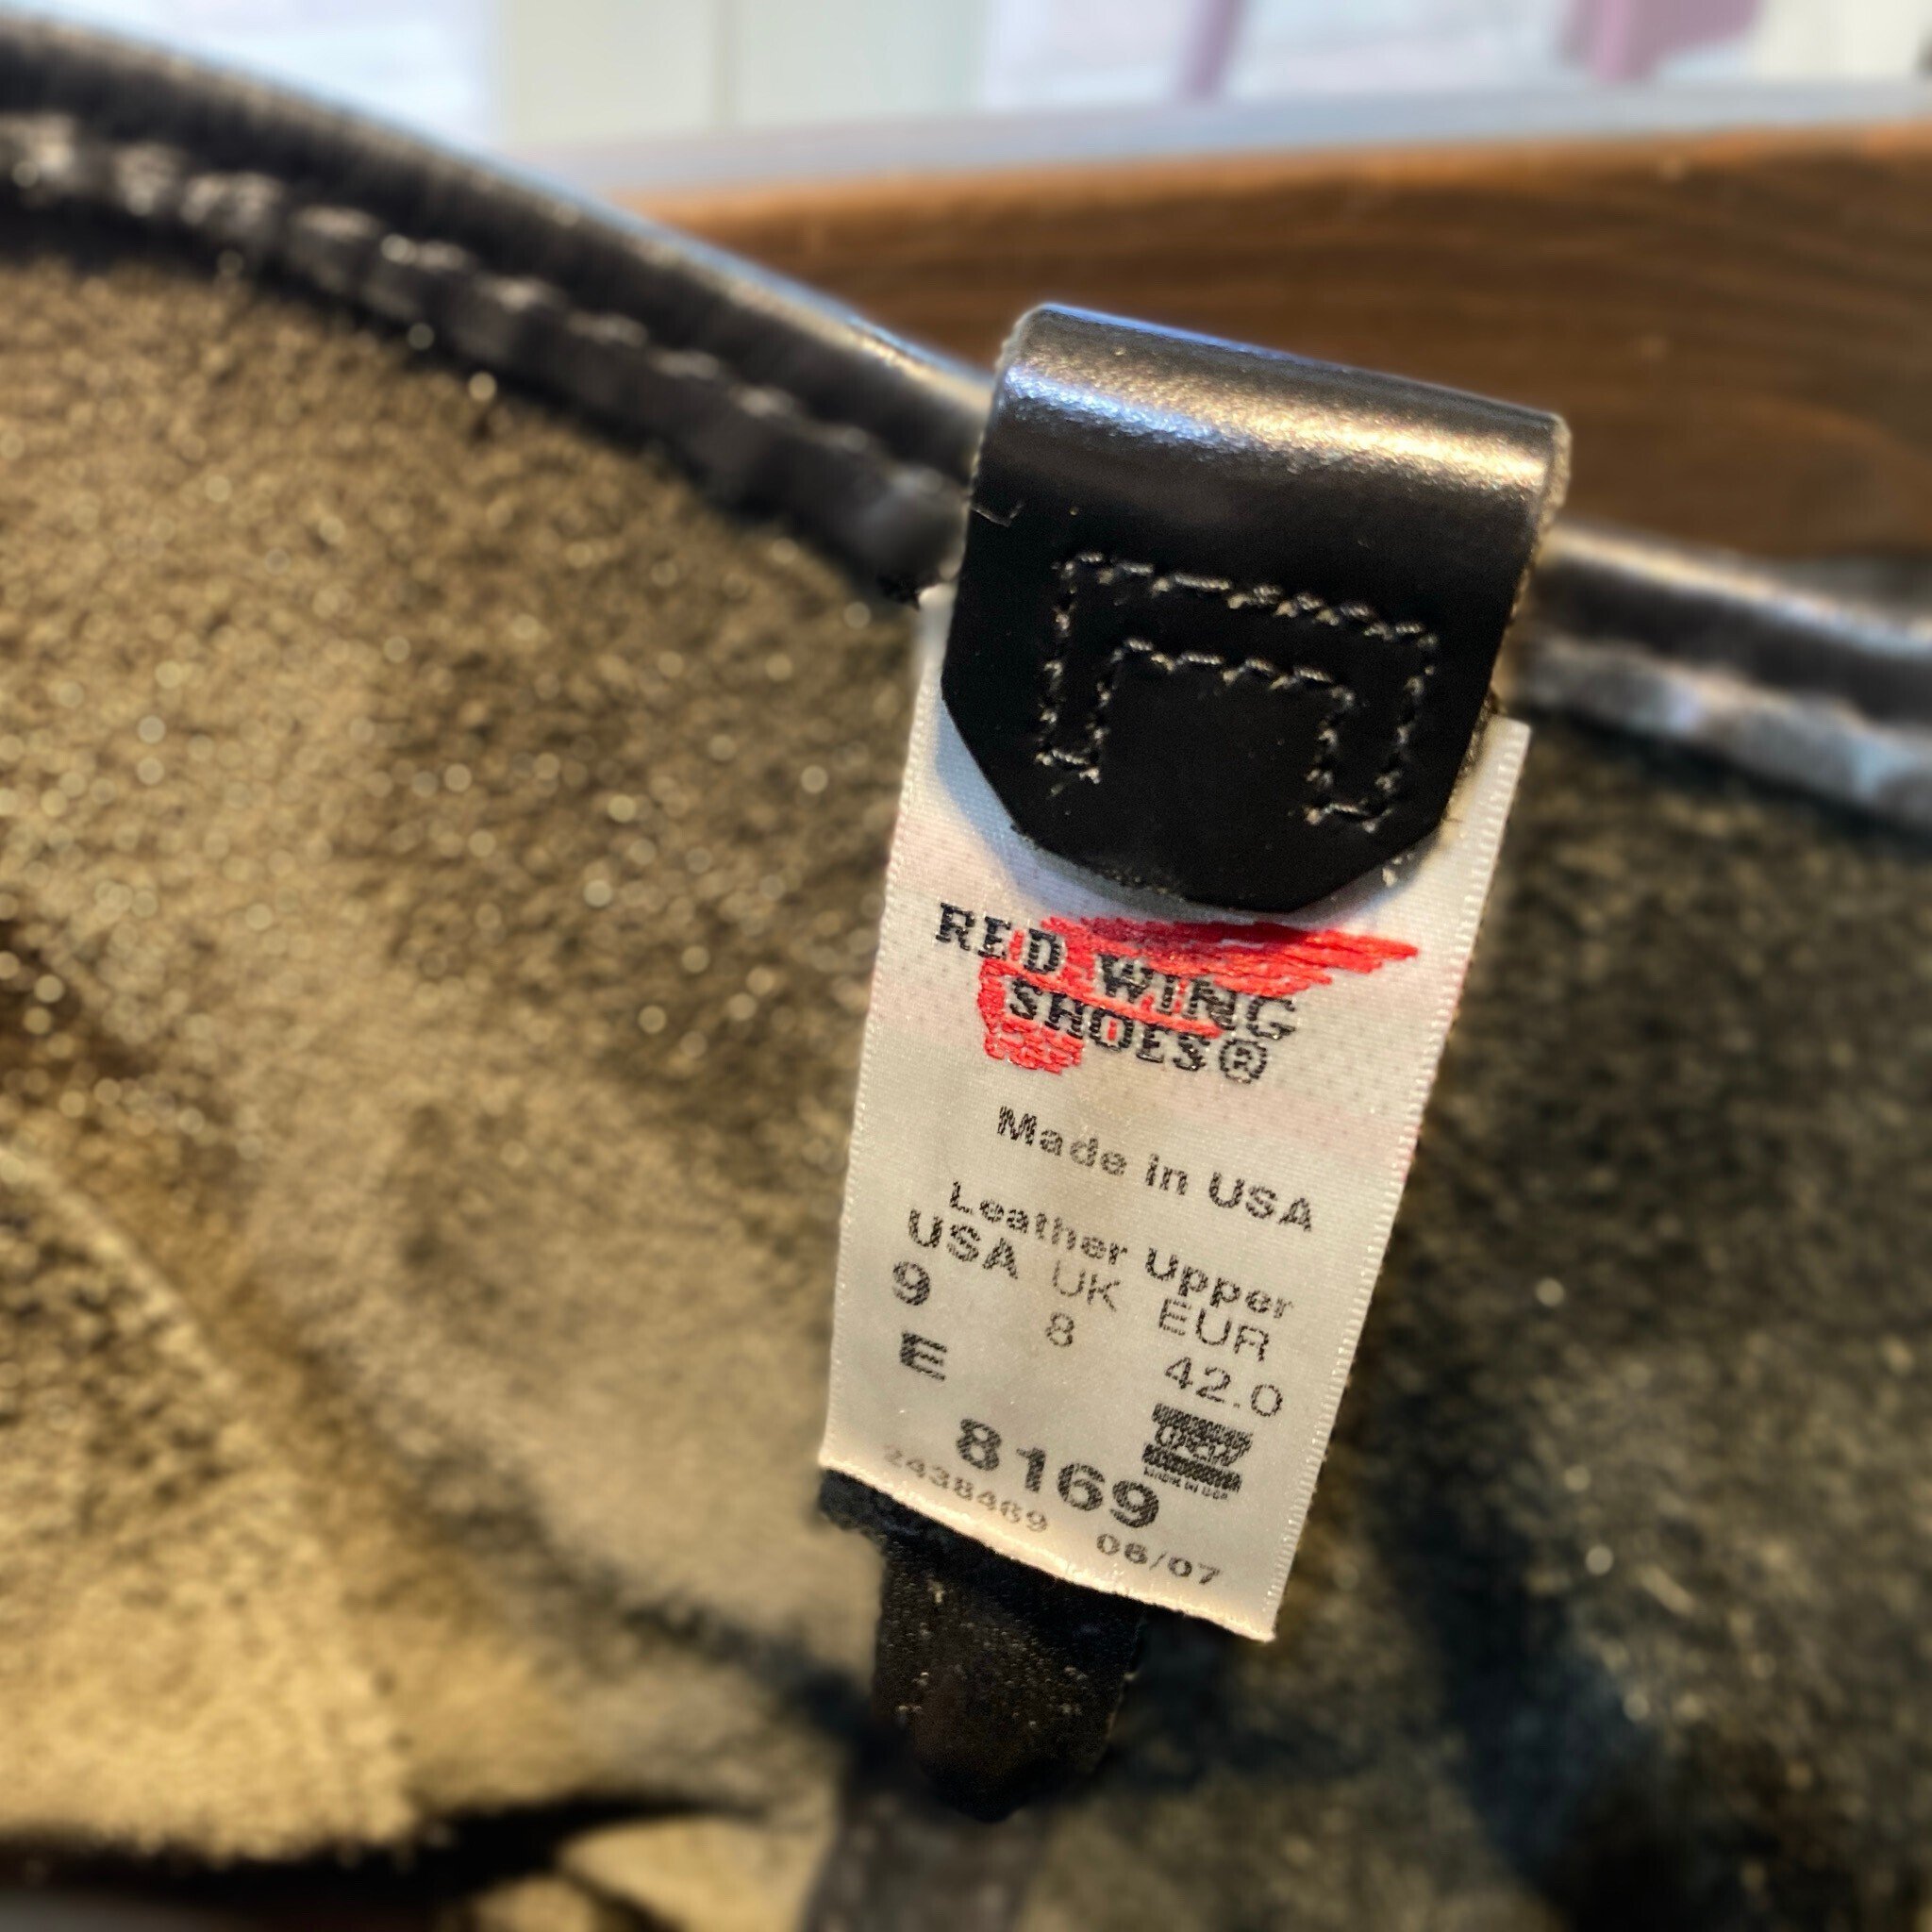 RED WING
SHOES®
Made in USA
Leather Upper
USA UK EUR
9 8 42.0
E
8169
2438469 06/07